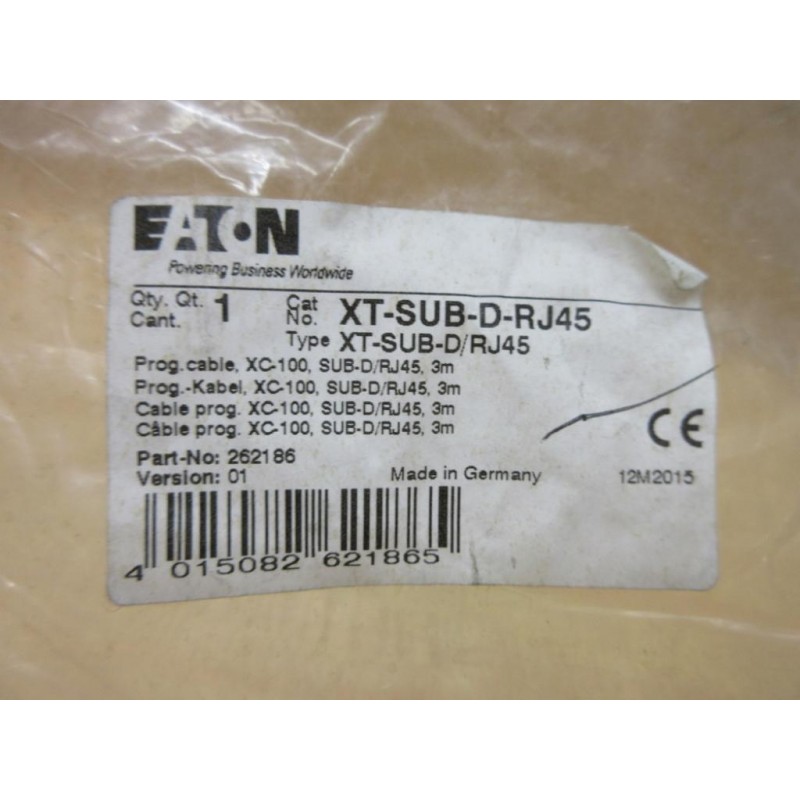 EATON
Powering Business Worldwide
Qty. Qt. 1 Cat No. XT-SUB-D-RJ45
Cant. Type XT-SUB-D/RJ45
Prog.cable, XC-100, SUB-D/RJ45, 3m
Prog.-Kabel, XC-100, SUB-D/RJ45, 3m
Cable prog. XC-100, SUB-D/RJ45, 3m
Câble prog. XC-100, SUB-D/RJ45, 3m
CE
Part-No: 262186
Version: 01 Made in Germany 12M2015
4 015082 621865